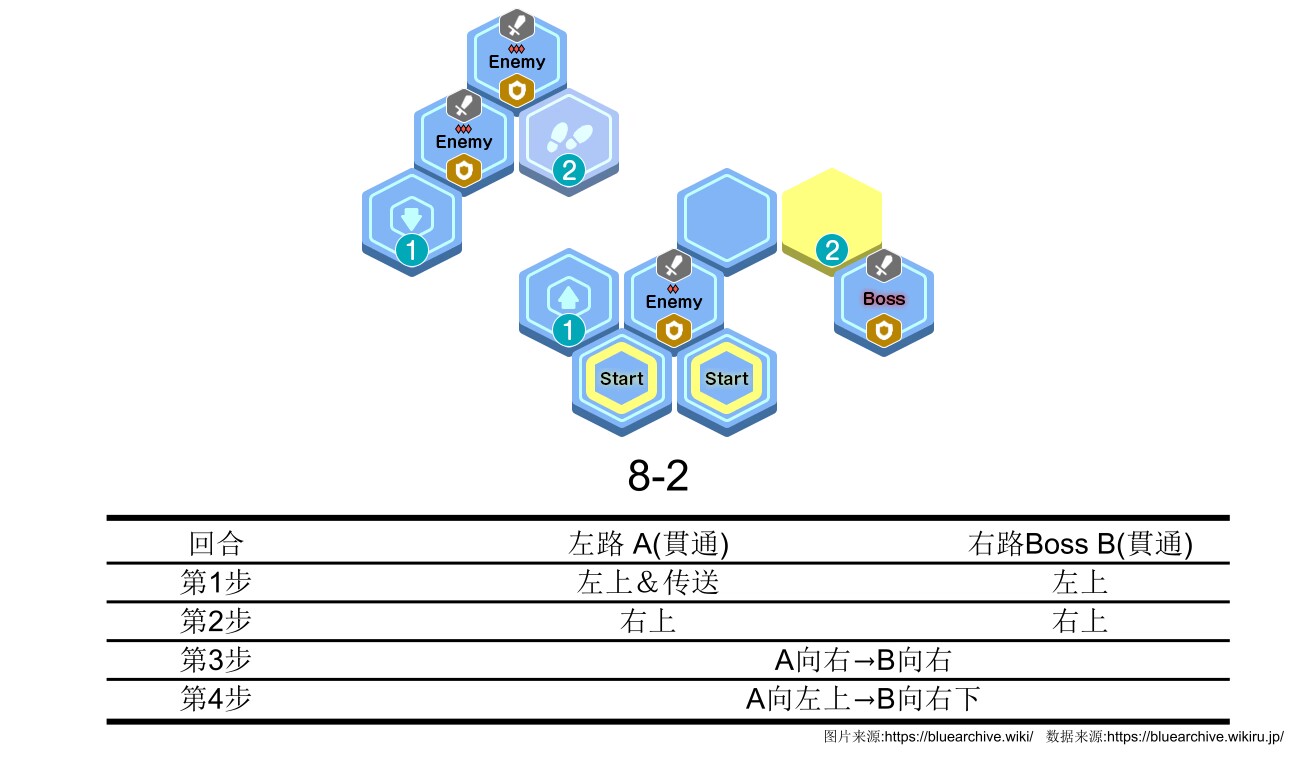 Enemy
Enemy
2
1
2
Enemy
Boss
1
Start Start
8-2
回合 左路 A(貫通) 右路Boss B(貫通)
第1步 左上＆传送 左上
第2步 右上 右上
第3步 A向右→B向右
第4步 A向左上→B向右下
图片来源:https://bluearchive.wiki/ 数据来源:https://bluearchive.wikiru.jp/